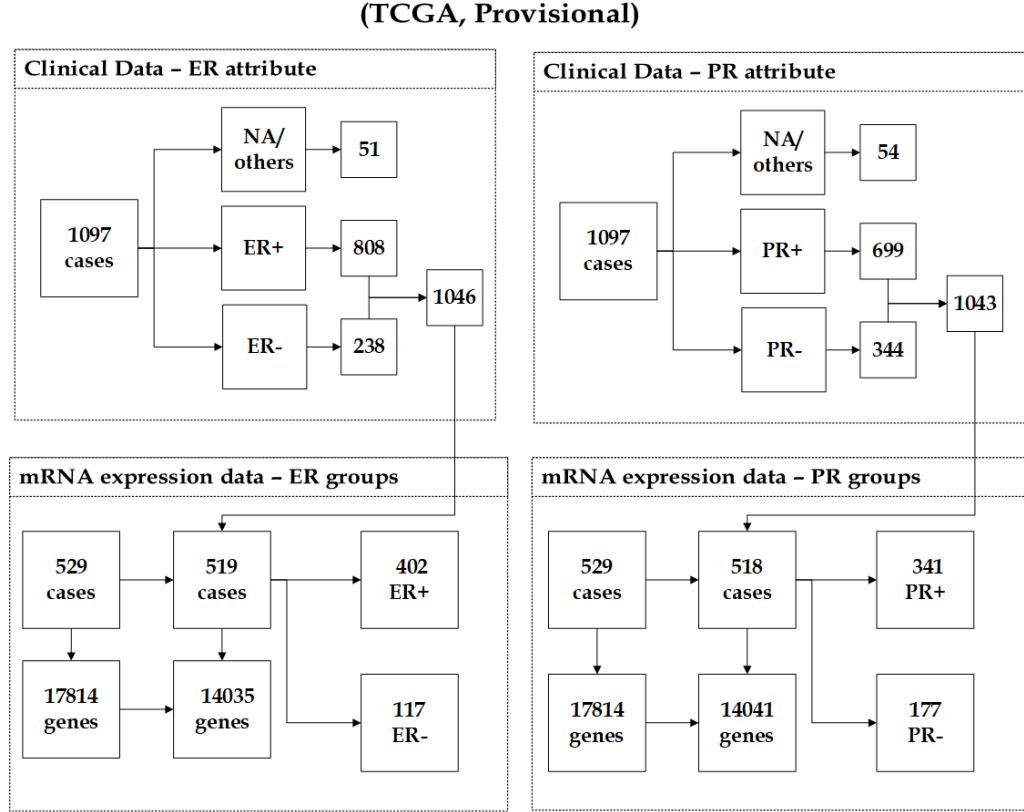 (TCGA, Provisional)
Clinical Data – ER attribute
NA/
others
51
1097
cases
ER+
808
1046
ER-
238
Clinical Data – PR attribute
NA/
others
54
1097
cases
PR+
699
1043
PR-
344
mRNA expression data – ER groups
529
cases
519
cases
402
ER+
17814
genes
14035
genes
117
ER-
mRNA expression data – PR groups
529
cases
518
cases
341
PR+
17814
genes
14041
genes
177
PR-